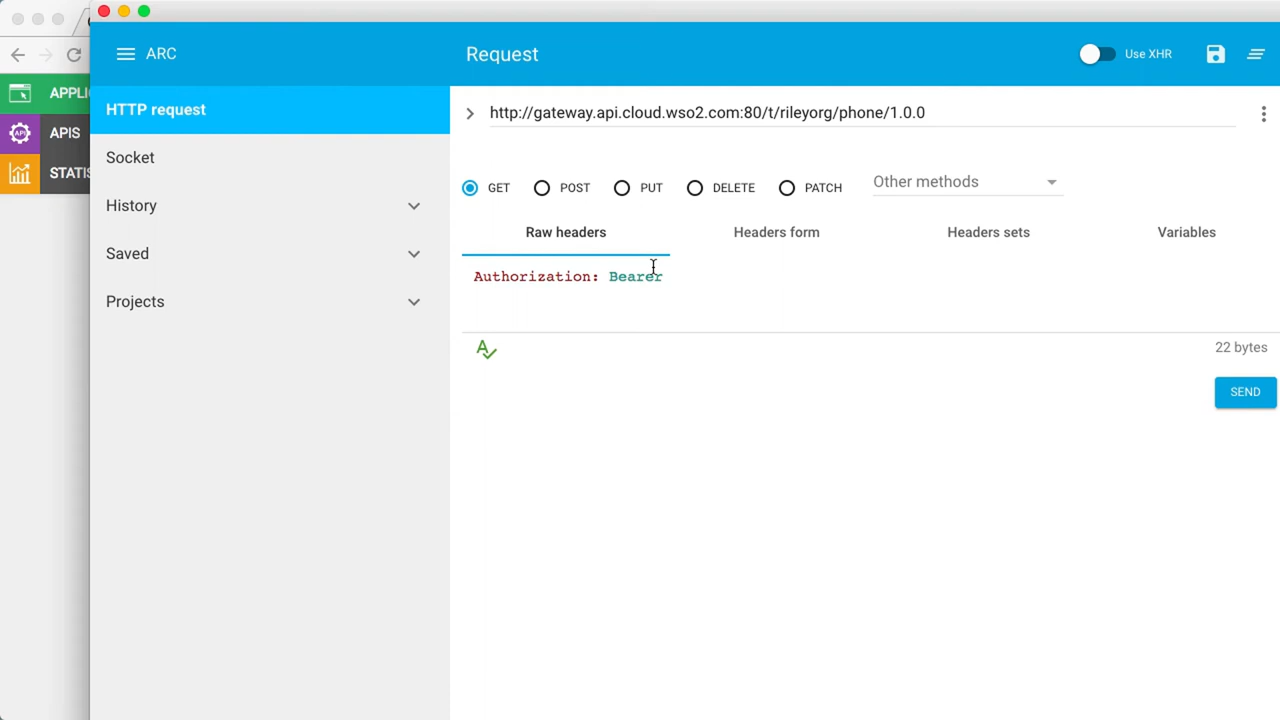 ARC
Request
Use XHR
APPLI
APIS
STATIS
HTTP request
Socket
History
Saved
Projects
http://gateway.api.cloud.wso2.com:80/t/rileyorg/phone/1.0.0
GET POST PUT DELETE PATCH Other methods
Raw headers Headers form Headers sets Variables
Authorization: Bearer
22 bytes
SEND